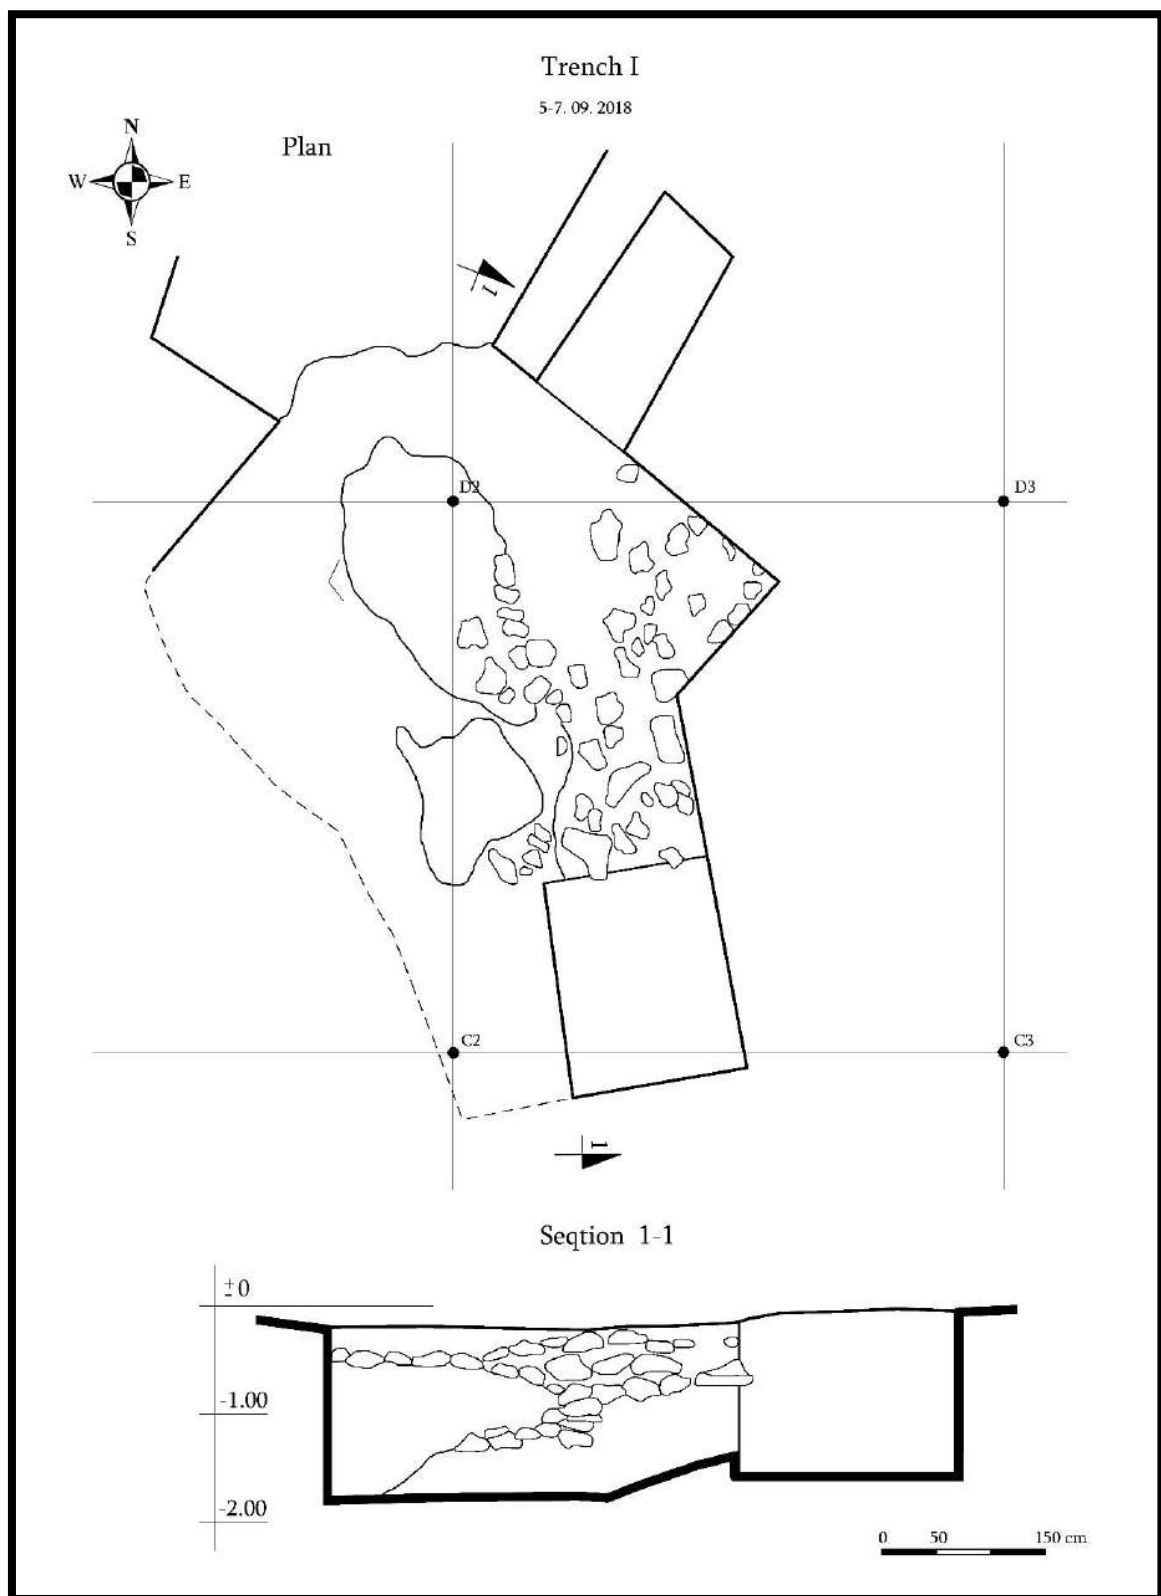 Trench I
5-7. 09. 2018
Plan
N
W E
S
1
D2
D3
C2
C3
1
Seqtion 1-1
±0
-1.00
-2.00
0 50 150 cm